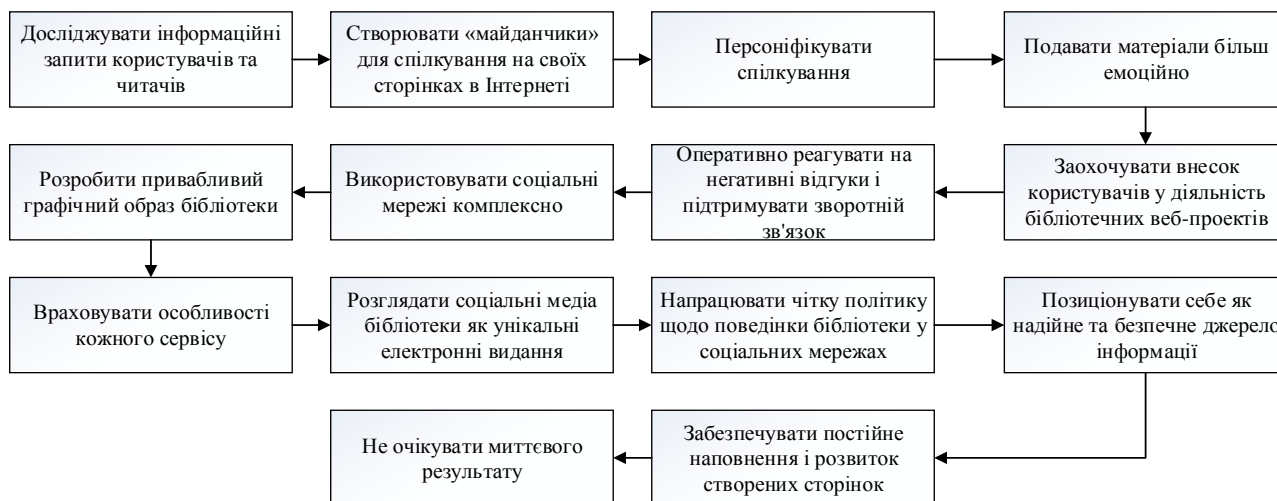 Досліджувати інформаційні
запити користувачів та
читачів
Створювати «майданчики»
для спілкування на своїх
сторінках в Інтернеті
Персоніфікувати
спілкування
Подавати матеріали більш
емоційно
Заохочувати внесок
користувачів у діяльність
бібліотечних веб-проектів
Оперативно реагувати на
негативні відгуки і
підтримувати зворотній
зв'язок
Використовувати соціальні
мережі комплексно
Розробити привабливий
графічний образ бібліотеки
Враховувати особливості
кожного сервісу
Розглядати соціальні медіа
бібліотеки як унікальні
електронні видання
Напрацювати чітку політику
щодо поведінки бібліотеки у
соціальних мережах
Позиціонувати себе як
надійне та безпечне джерело
інформації
Забезпечувати постійне
наповнення і розвиток
створених сторінок
Не очікувати миттєвого
результату